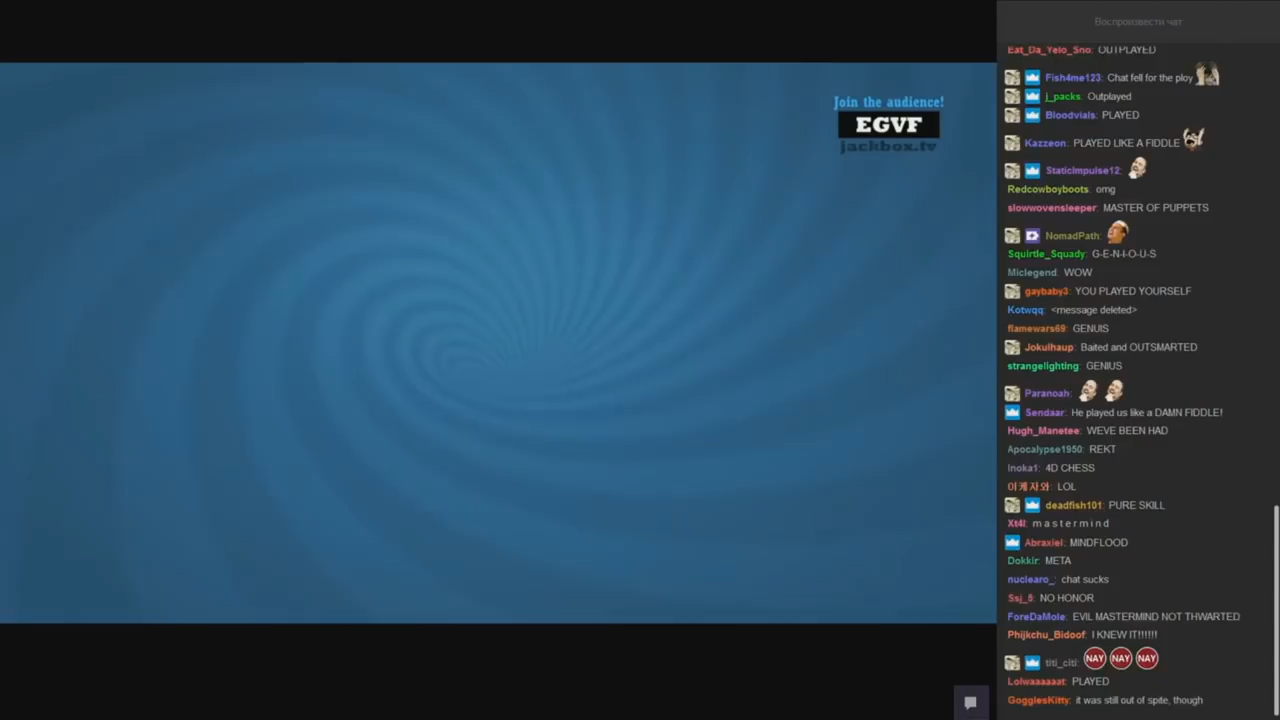 Воспроизвести чат
Join the audience!
EGVF
jackbox.tv
Eat_Da_Yelo_Sno: OUTPLAYED
Fish4me123: Chat fell for the ploy
j_packs: Outplayed
Bloodvials: PLAYED
Kazzeon: PLAYED LIKE A FIDDLE
StaticImpulse12:
Redcowboyboots: omg
slowwovensleeper: MASTER OF PUPPETS
NomadPath:
Squirtle_Squady: G-E-N-I-O-U-S
Miclegend: WOW
gaybaby3: YOU PLAYED YOURSELF
Kotwqq: <message deleted>
flamewars69: GENUIS
Jokulhaup: Baited and OUTSMARTED
strangelighting: GENIUS
Paranoah:
Sendaar: He played us like a DAMN FIDDLE!
Hugh_Manetee: WEVE BEEN HAD
Apocalypse1950: REKT
Inoka1: 4D CHESS
이케자와: LOL
deadfish101: PURE SKILL
Xt4l: m a s t e r m i n d
Abraxiel: MINDFLOOD
Dokkir: META
nuclearo_: chat sucks
Ssj_5: NO HONOR
ForeDaMole: EVIL MASTERMIND NOT THWARTED
Phijkchu_Bidoof: I KNEW IT!!!!!!
titi_citi: NAY NAY NAY
Lolwaaaaaat: PLAYED
GogglesKitty: it was still out of spite, though